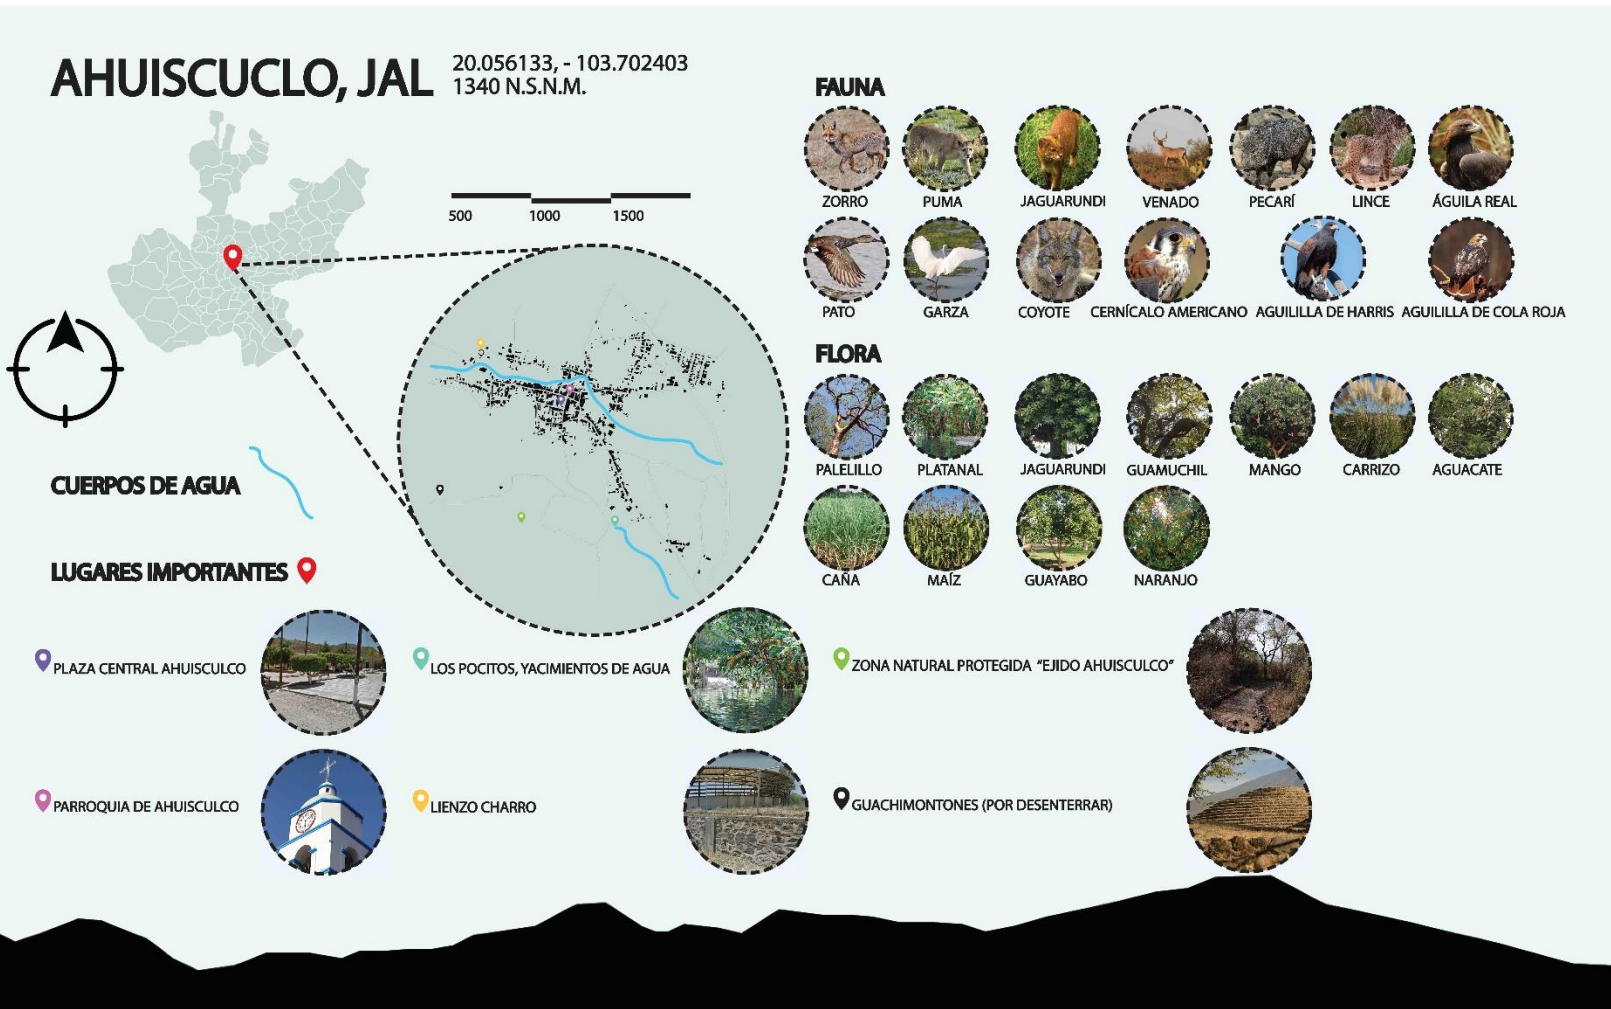 AHUISCUCLO, JAL
20.056133, - 103.702403
1340 N.S.N.M.
500 1000 1500
CUERPOS DE AGUA
LUGARES IMPORTANTES
FAUNA
ZORRO PUMA JAGUARUNDI VENADO PECARÍ LINCE ÁGUILA REAL
PATO GARZA COYOTE CERNÍCALO AMERICANO AGUILILLA DE HARRIS AGUILILLA DE COLA ROJA
FLORA
PALELILLO PLATANAL JAGUARUNDI GUAMUCHIL MANGO CARRIZO AGUACATE
CAÑA MAÍZ GUAYABO NARANJO
PLAZA CENTRAL AHUISCULCO
LOS POCITOS, YACIMIENTOS DE AGUA
ZONA NATURAL PROTEGIDA “EJIDO AHUISCULCO”
PARROQUIA DE AHUISCULCO
LIENZO CHARRO
GUACHIMONTONES (POR DESENTERRAR)